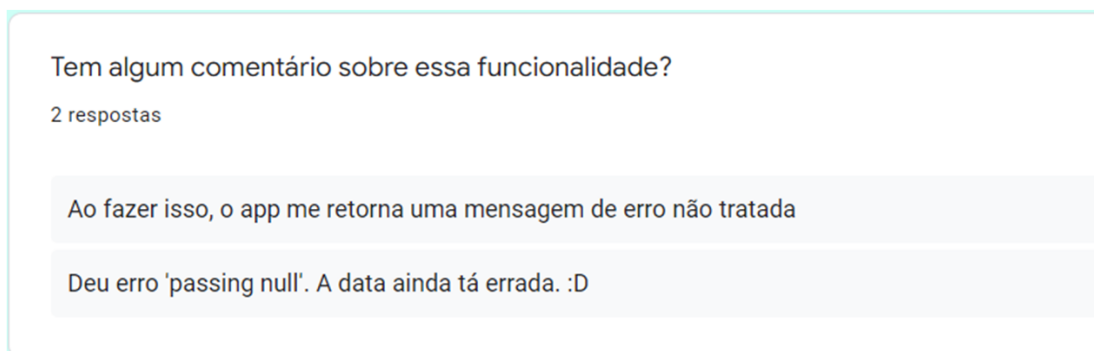 Tem algum comentário sobre essa funcionalidade?
2 respostas
Ao fazer isso, o app me retorna uma mensagem de erro não tratada
Deu erro 'passing null'. A data ainda tá errada. :D